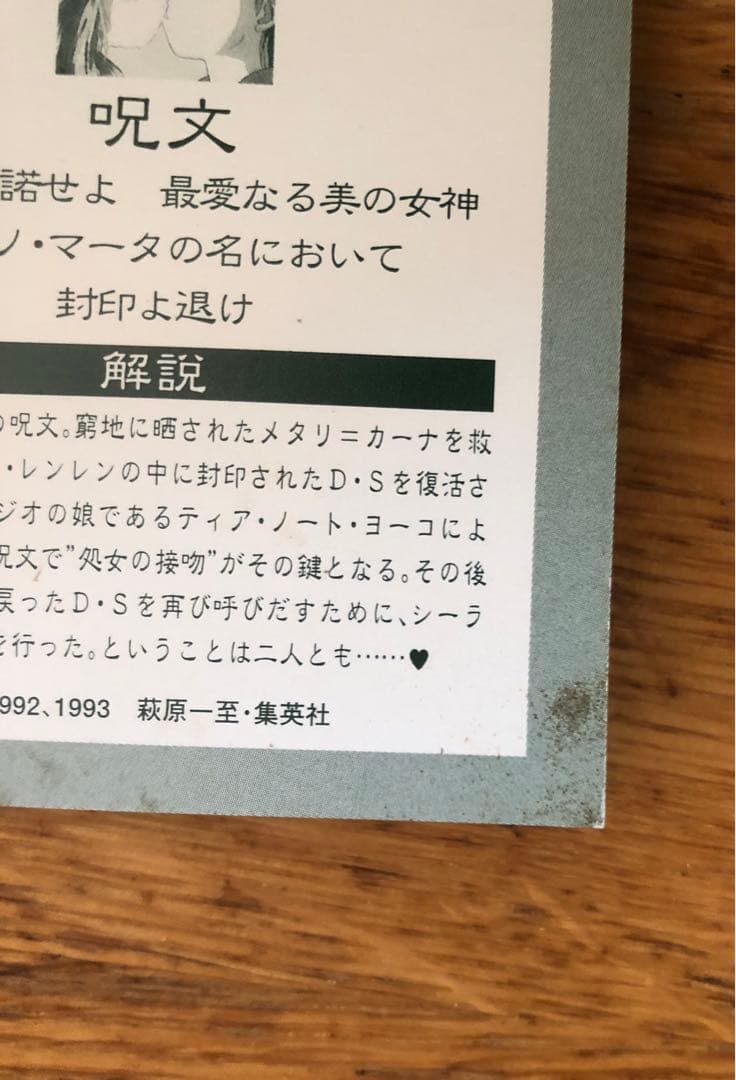 呪文
諾せよ　最愛なる美の女神
ノ・マータの名において
封印よ退け
解説
の呪文。窮地に晒されたメタリ＝カーナを救
・レンレンの中に封印されたD・Sを復活さ
ジオの娘であるティア・ノート・ヨーコによ
呪文で”処女の接吻”がその鍵となる。その後
戻ったD・Sを再び呼びだすために、シーラ
を行った。ということは二人とも……♥
992、1993　萩原一至・集英社